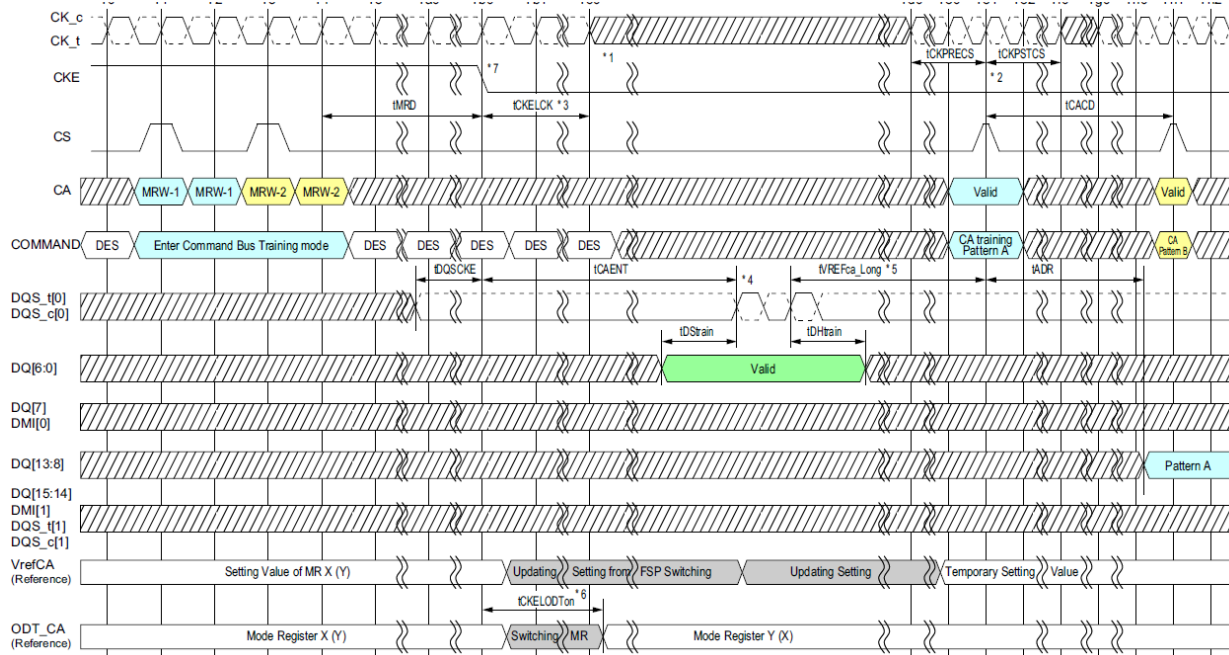 CK_c
CK_t
tCKPRECS tCKPSTCS
CKE *7 *1 *2
tMRD tCKELCK *3 tCACD
CS
CA MRW-1 MRW-1 MRW-2 MRW-2 Valid Valid
COMMAND DES Enter Command Bus Training mode DES DES DES DES DES CA training Pattern A CA Pattern B
tDQSCKE tCAENT tVREFca_Long *5 tADR
DQS_t[0]
DQS_c[0]
*4
tDStrain tDHtrain
DQ[6:0] Valid
DQ[7]
DMI[0]
DQ[13:8] Pattern A
DQ[15:14]
DMI[1]
DQS_t[1]
DQS_c[1]
VrefCA
(Reference)
Setting Value of MR X (Y) Updating Setting from FSP Switching Updating Setting Temporary Setting Value
tCKELODTon *6
ODT_CA
(Reference)
Mode Register X (Y) Switching MR Mode Register Y (X)